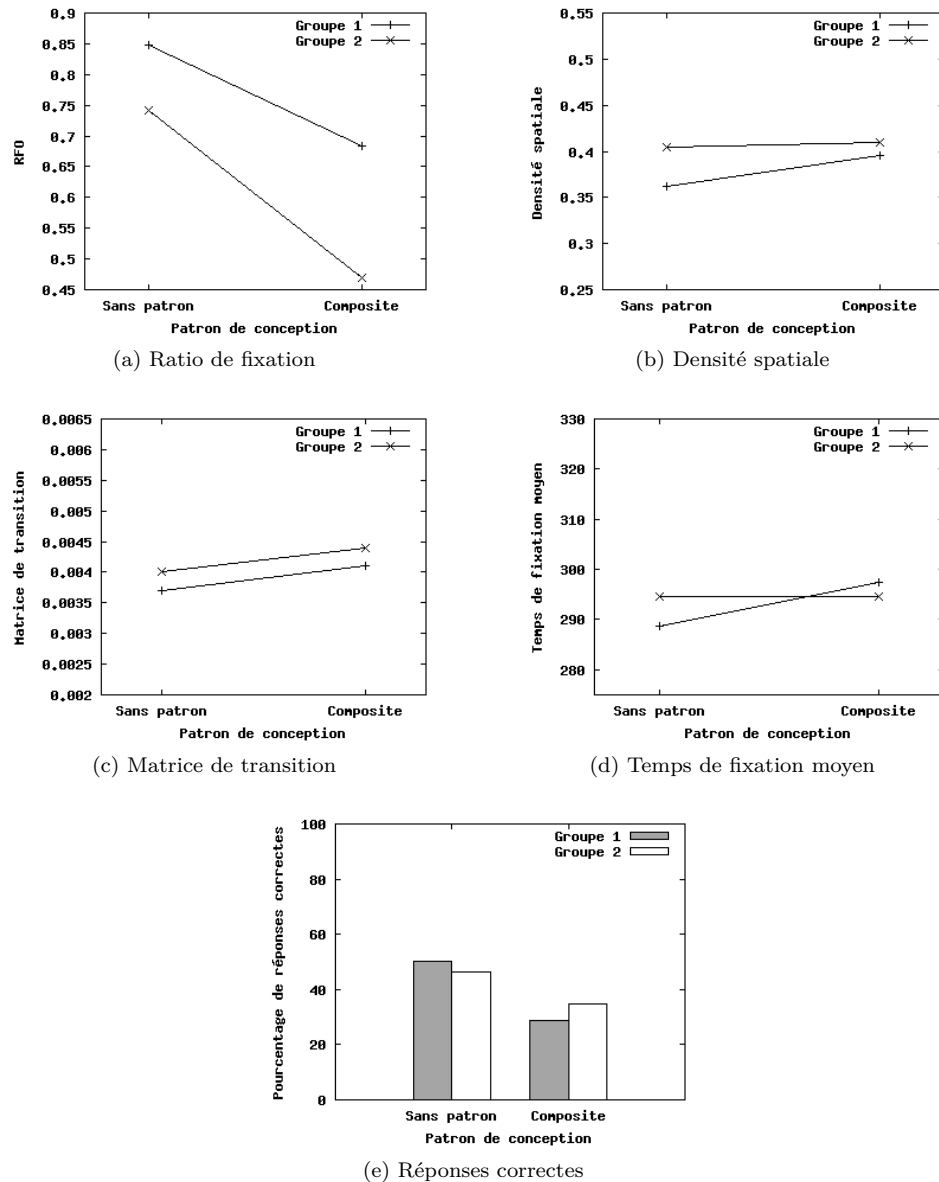 0.9
0.85
0.8
0.75
0.7
0.65
0.6
0.55
0.5
0.45
RFO
Groupe 1
Groupe 2
Sans patron
Composite
Patron de conception
(a) Ratio de fixation
0.55
0.5
0.45
0.4
0.35
0.3
0.25
Densité spatiale
Groupe 1
Groupe 2
Sans patron
Composite
Patron de conception
(b) Densité spatiale
0.0065
0.006
0.0055
0.005
0.0045
0.004
0.0035
0.003
0.0025
0.002
Matrice de transition
Groupe 1
Groupe 2
Sans patron
Composite
Patron de conception
(c) Matrice de transition
330
320
310
300
290
280
Temps de fixation moyen
Groupe 1
Groupe 2
Sans patron
Composite
Patron de conception
(d) Temps de fixation moyen
100
80
60
40
20
0
Pourcentage de réponses correctes
Groupe 1
Groupe 2
Sans patron
Composite
Patron de conception
(e) Réponses correctes